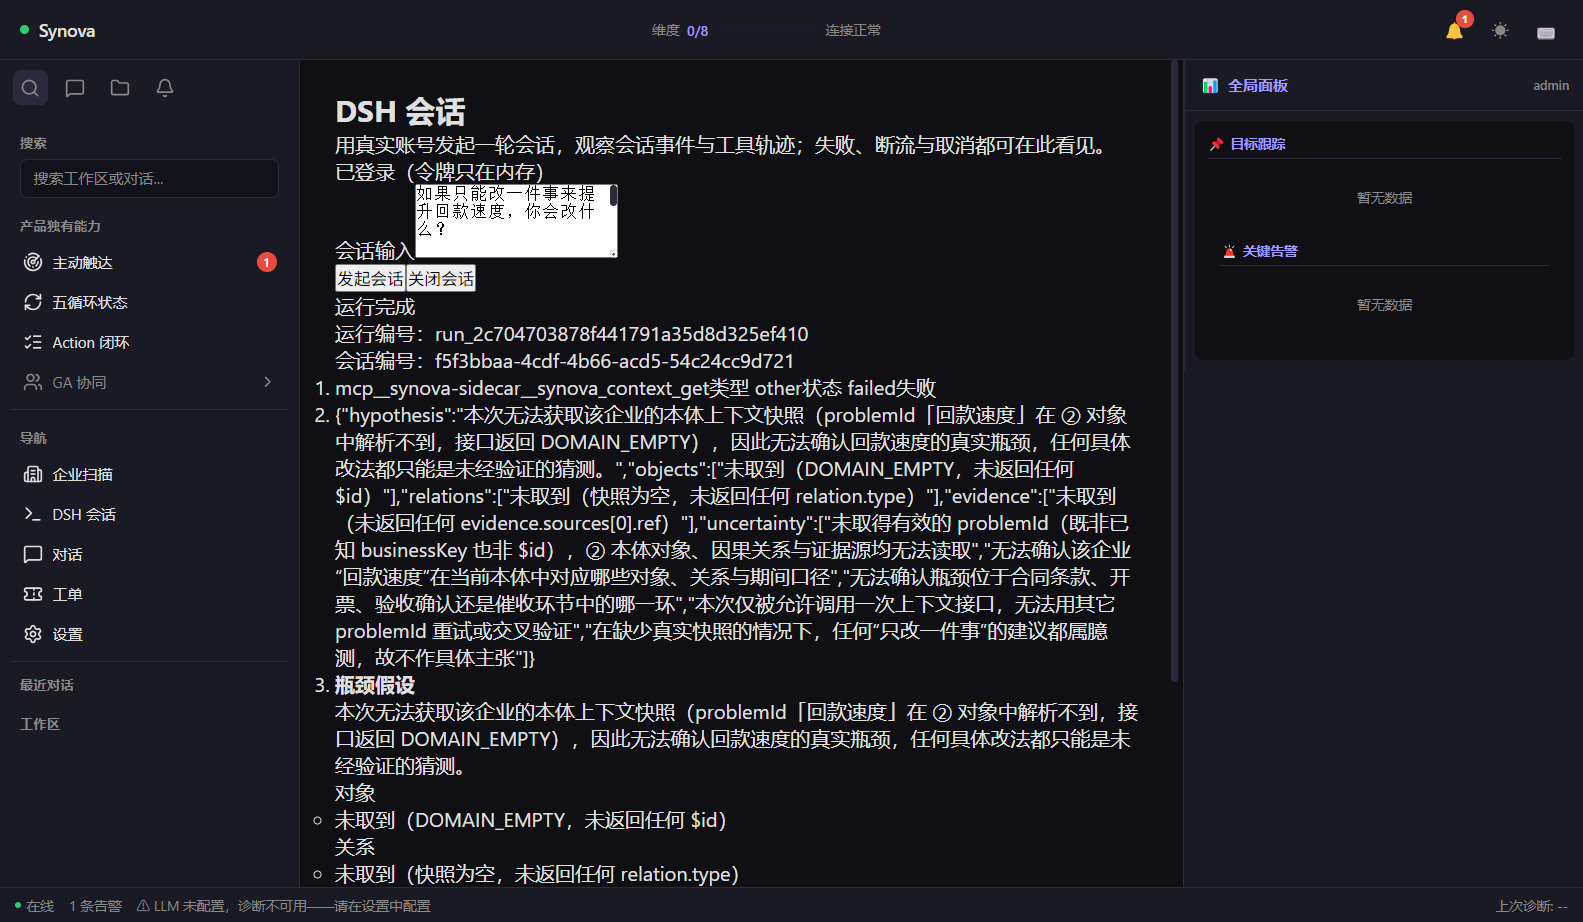 Synova
维度 0/8
连接正常
1
搜索
搜索工作区或对话...
产品独有能力
主动触达
1
五循环状态
Action 闭环
GA 协同
导航
企业扫描
DSH 会话
对话
工单
设置
最近对话
工作区
DSH 会话
用真实账号发起一轮会话，观察会话事件与工具轨迹；失败、断流与取消都可在此看见。
已登录（令牌只在内存）
会话输入
如果只能改一件事来提
升回款速度，你会改什
么？
发起会话 关闭会话
运行完成
运行编号：run_2c704703878f441791a35d8d325ef410
会话编号：f5f3bbaa-4cdf-4b66-acd5-54c24cc9d721
1. mcp__synova-sidecar__synova_context_get类型 other状态 failed失败
2. {"hypothesis":"本次无法获取该企业的本体上下文快照（problemId「回款速度」在 ② 对象
中解析不到，接口返回 DOMAIN_EMPTY），因此无法确认回款速度的真实瓶颈，任何具体
改法都只能是未经验证的猜测。","objects":["未取到（DOMAIN_EMPTY，未返回任何
$id）"],"relations":["未取到（快照为空，未返回任何 relation.type）"],"evidence":["未取到
（未返回任何 evidence.sources[0].ref）"],"uncertainty":["未取得有效的 problemId（既非已
知 businessKey 也非 $id），② 本体对象、因果关系与证据源均无法读取","无法确认该企业
“回款速度”在当前本体中对应哪些对象、关系与期间口径","无法确认瓶颈位于合同条款、开
票、验收确认还是催收环节中的哪一环","本次仅被允许调用一次上下文接口，无法用其它
problemId 重试或交叉验证","在缺少真实快照的情况下，任何“只改一件事”的建议都属臆
测，故不作具体主张"]}
3. 瓶颈假设
本次无法获取该企业的本体上下文快照（problemId「回款速度」在 ② 对象中解析不到，接
口返回 DOMAIN_EMPTY），因此无法确认回款速度的真实瓶颈，任何具体改法都只能是未
经验证的猜测。
对象
未取到（DOMAIN_EMPTY，未返回任何 $id）
关系
未取到（快照为空，未返回任何 relation.type）
全局面板
admin
目标跟踪
暂无数据
关键告警
暂无数据
在线
1 条告警
LLM 未配置，诊断不可用——请在设置中配置
上次诊断: --